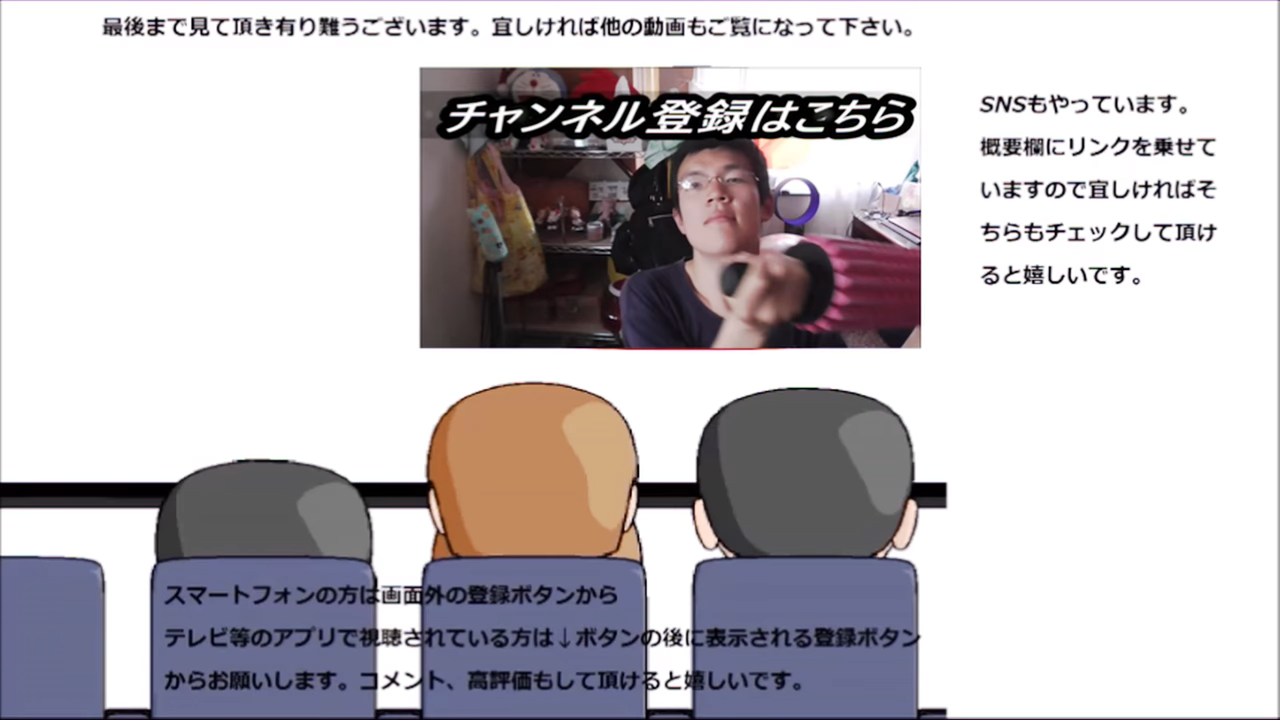 最後まで見て頂き有り難うございます。宜しければ他の動画もご覧になって下さい。
チャンネル登録はこちら
SNSもやっています。
概要欄にリンクを乗せて
いますので宜しければそ
ちらもチェックして頂け
ると嬉しいです。
スマートフォンの方は画面外の登録ボタンから
テレビ等のアプリで視聴されている方は↓ボタンの後に表示される登録ボタン
からお願いします。コメント、高評価もして頂けると嬉しいです。